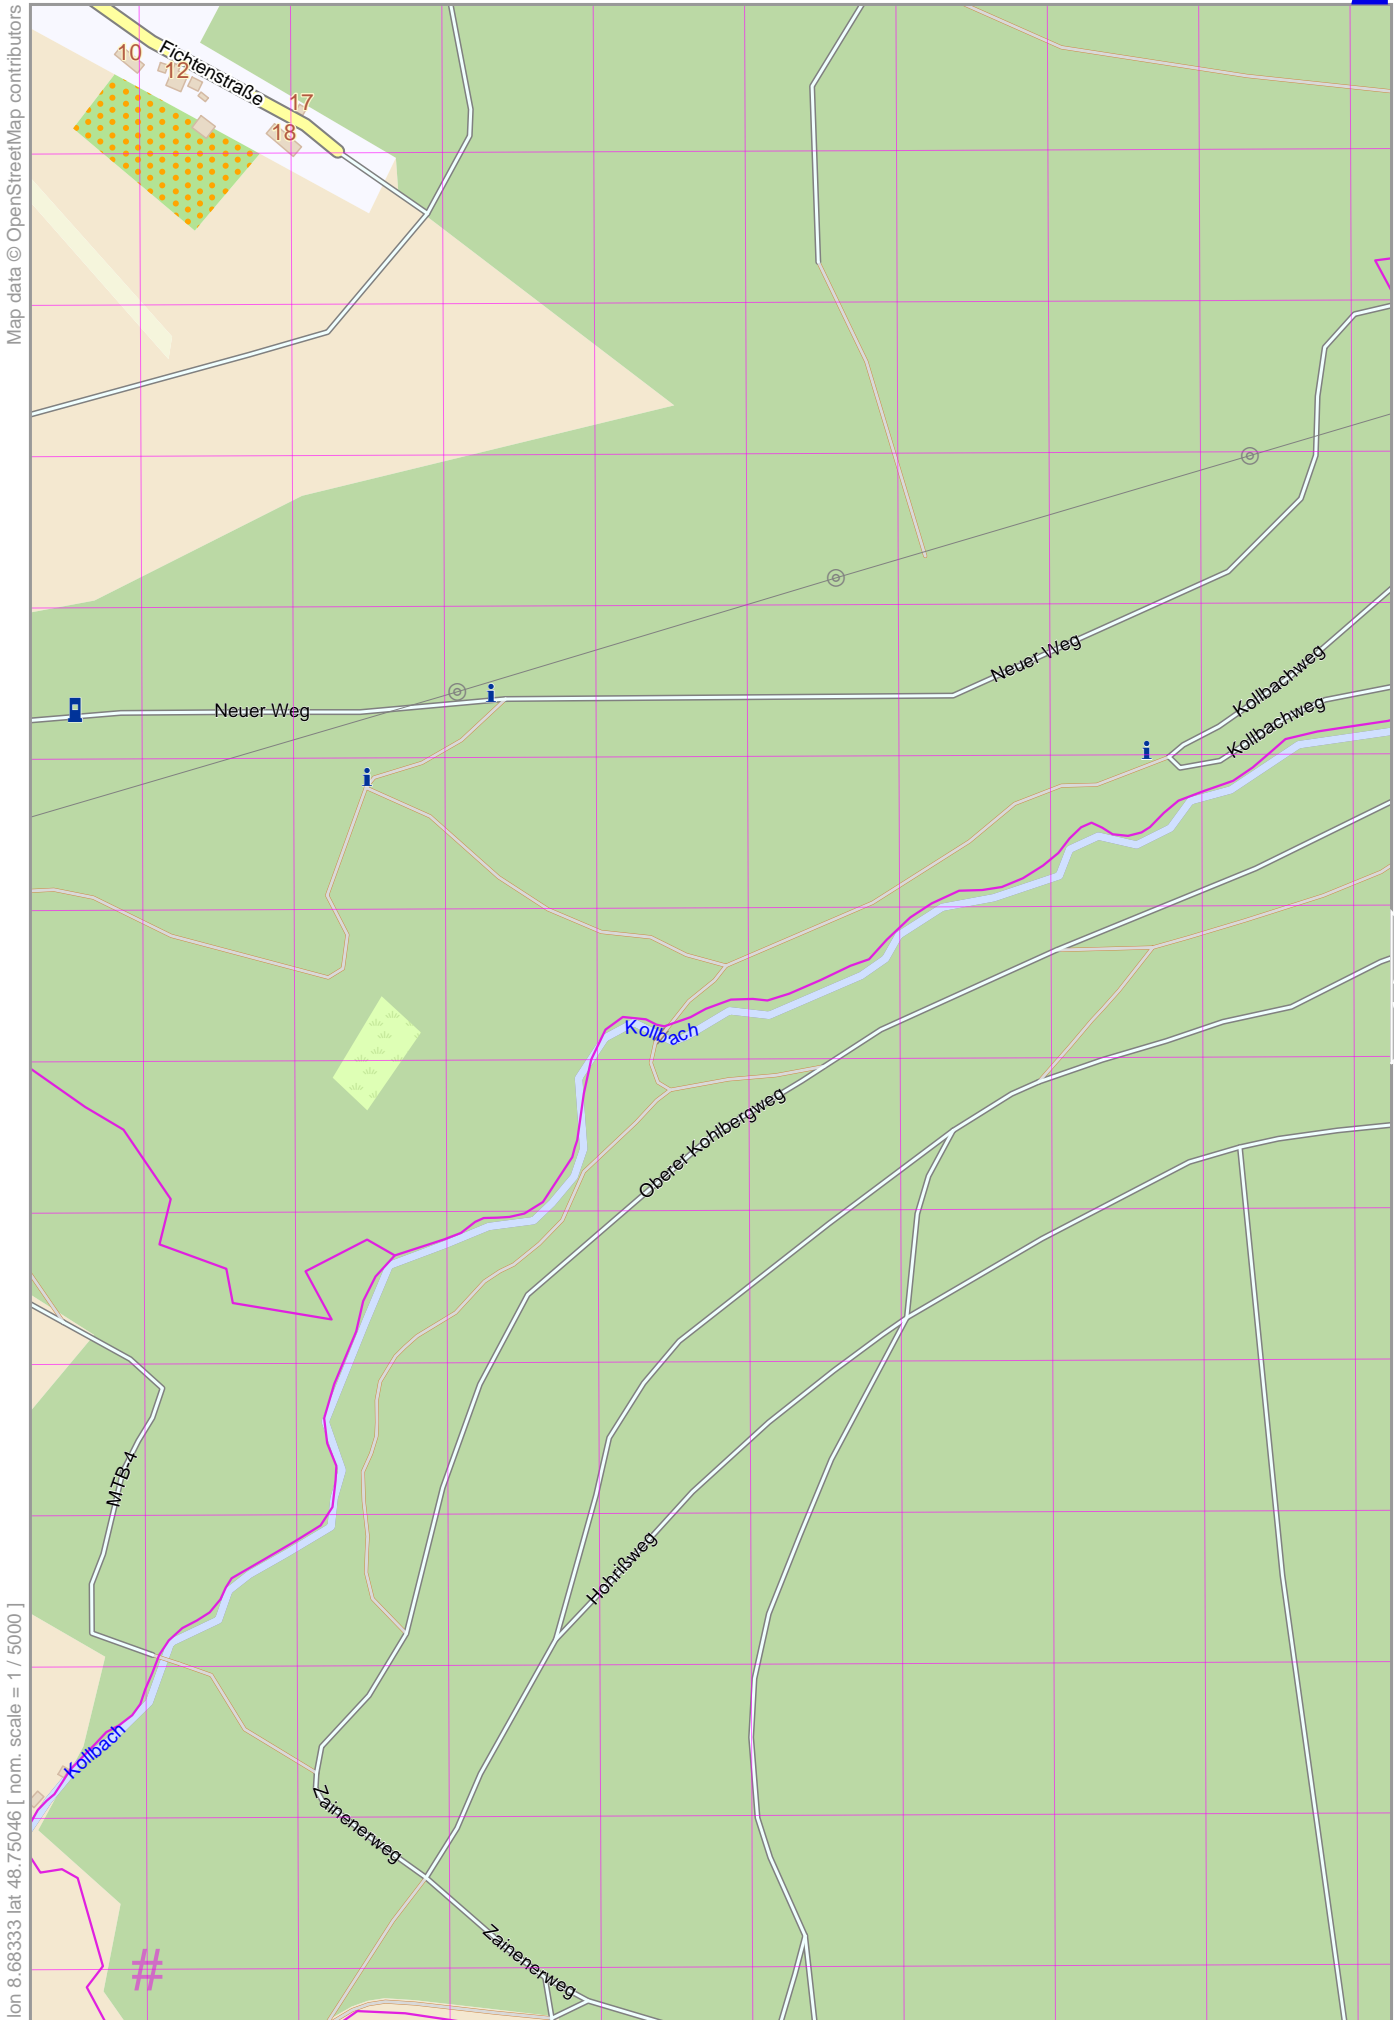 Map data © OpenStreetMap contributors
10
Fichtenstraße
12
17
18
Neuer Weg
Neuer Weg
Kollbachweg
Kollbachweg
Kollbach
Oberer Kohlbergweg
MTB-4
Hohrißweg
Kollbach
Zainenerweg
Zainenerweg
#
lon 8.68333 lat 48.75046 [ nom. scale = 1 / 5000 ]